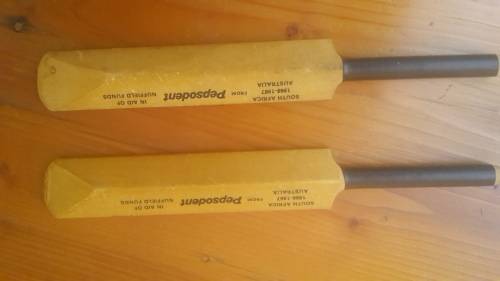 SOUTH AFRICA
1966-1967
AUSTRALIA
FROM Pepsodent
IN AID OF
NUFFIELD FUNDS
SOUTH AFRICA
1966-1967
AUSTRALIA
FROM Pepsodent
IN AID OF
NUFFIELD FUNDS